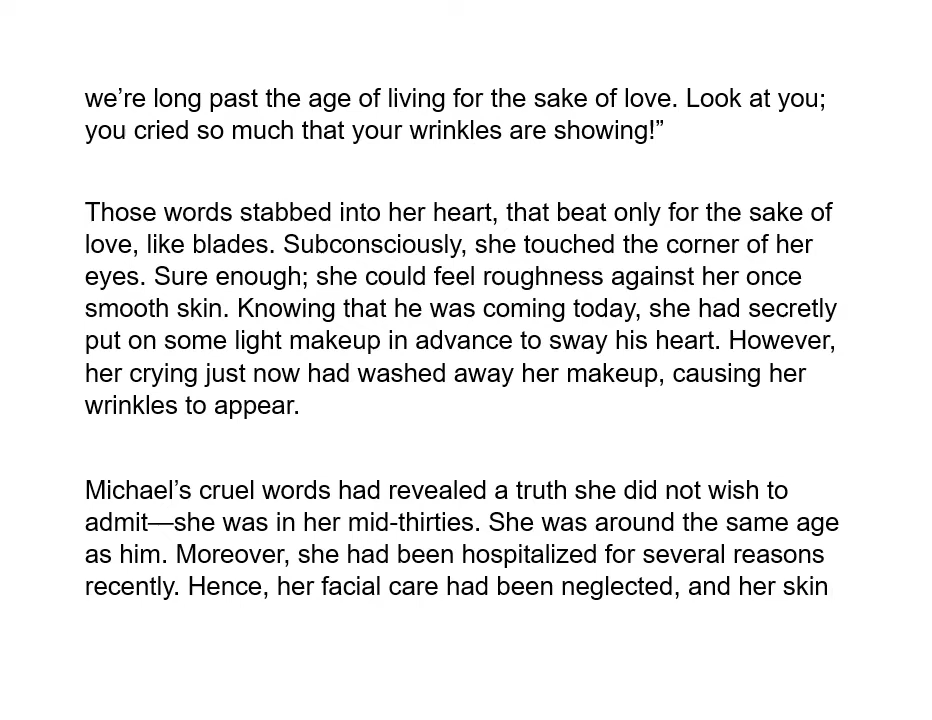 we’re long past the age of living for the sake of love. Look at you;
you cried so much that your wrinkles are showing!”
Those words stabbed into her heart, that beat only for the sake of
love, like blades. Subconsciously, she touched the corner of her
eyes. Sure enough; she could feel roughness against her once
smooth skin. Knowing that he was coming today, she had secretly
put on some light makeup in advance to sway his heart. However,
her crying just now had washed away her makeup, causing her
wrinkles to appear.
Michael’s cruel words had revealed a truth she did not wish to
admit—she was in her mid-thirties. She was around the same age
as him. Moreover, she had been hospitalized for several reasons
recently. Hence, her facial care had been neglected, and her skin